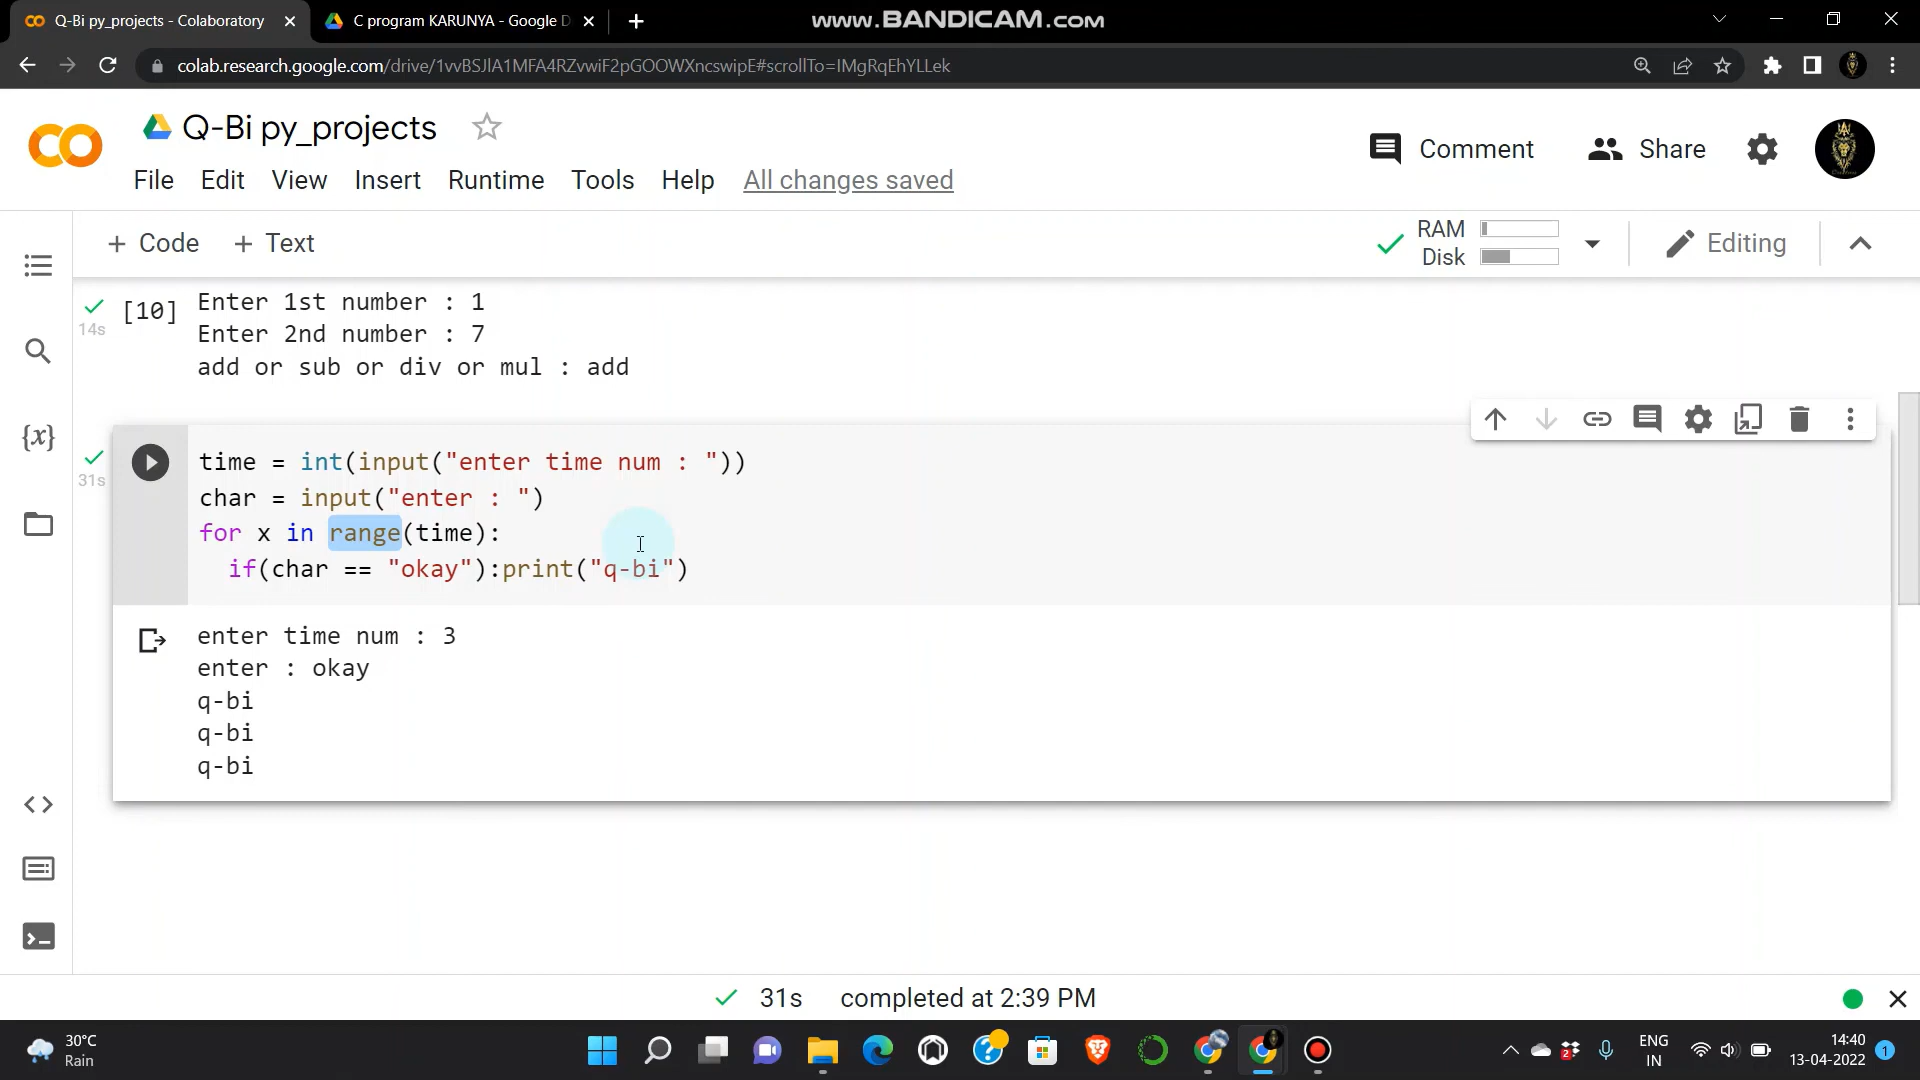 Q-Bi py_projects - Colaboratory
C program KARUNYA - Google D
www.BANDICAM.com
colab.research.google.com/drive/1vvBSJlA1MFA4RZvwiF2pGOOWXncswipE#scrollTo=IMgRqEhYLLek
Q-Bi py_projects
Comment
Share
File Edit View Insert Runtime Tools Help All changes saved
+ Code + Text
RAM
Disk
Editing
[10]
14s
Enter 1st number : 1
Enter 2nd number : 7
add or sub or div or mul : add
31s
time = int(input("enter time num : "))
char = input("enter : ")
for x in range(time):
if(char == "okay"):print("q-bi")
enter time num : 3
enter : okay
q-bi
q-bi
q-bi
{x}
31s completed at 2:39 PM
30°C
Rain
2
ENG
IN
14:40
13-04-2022
1